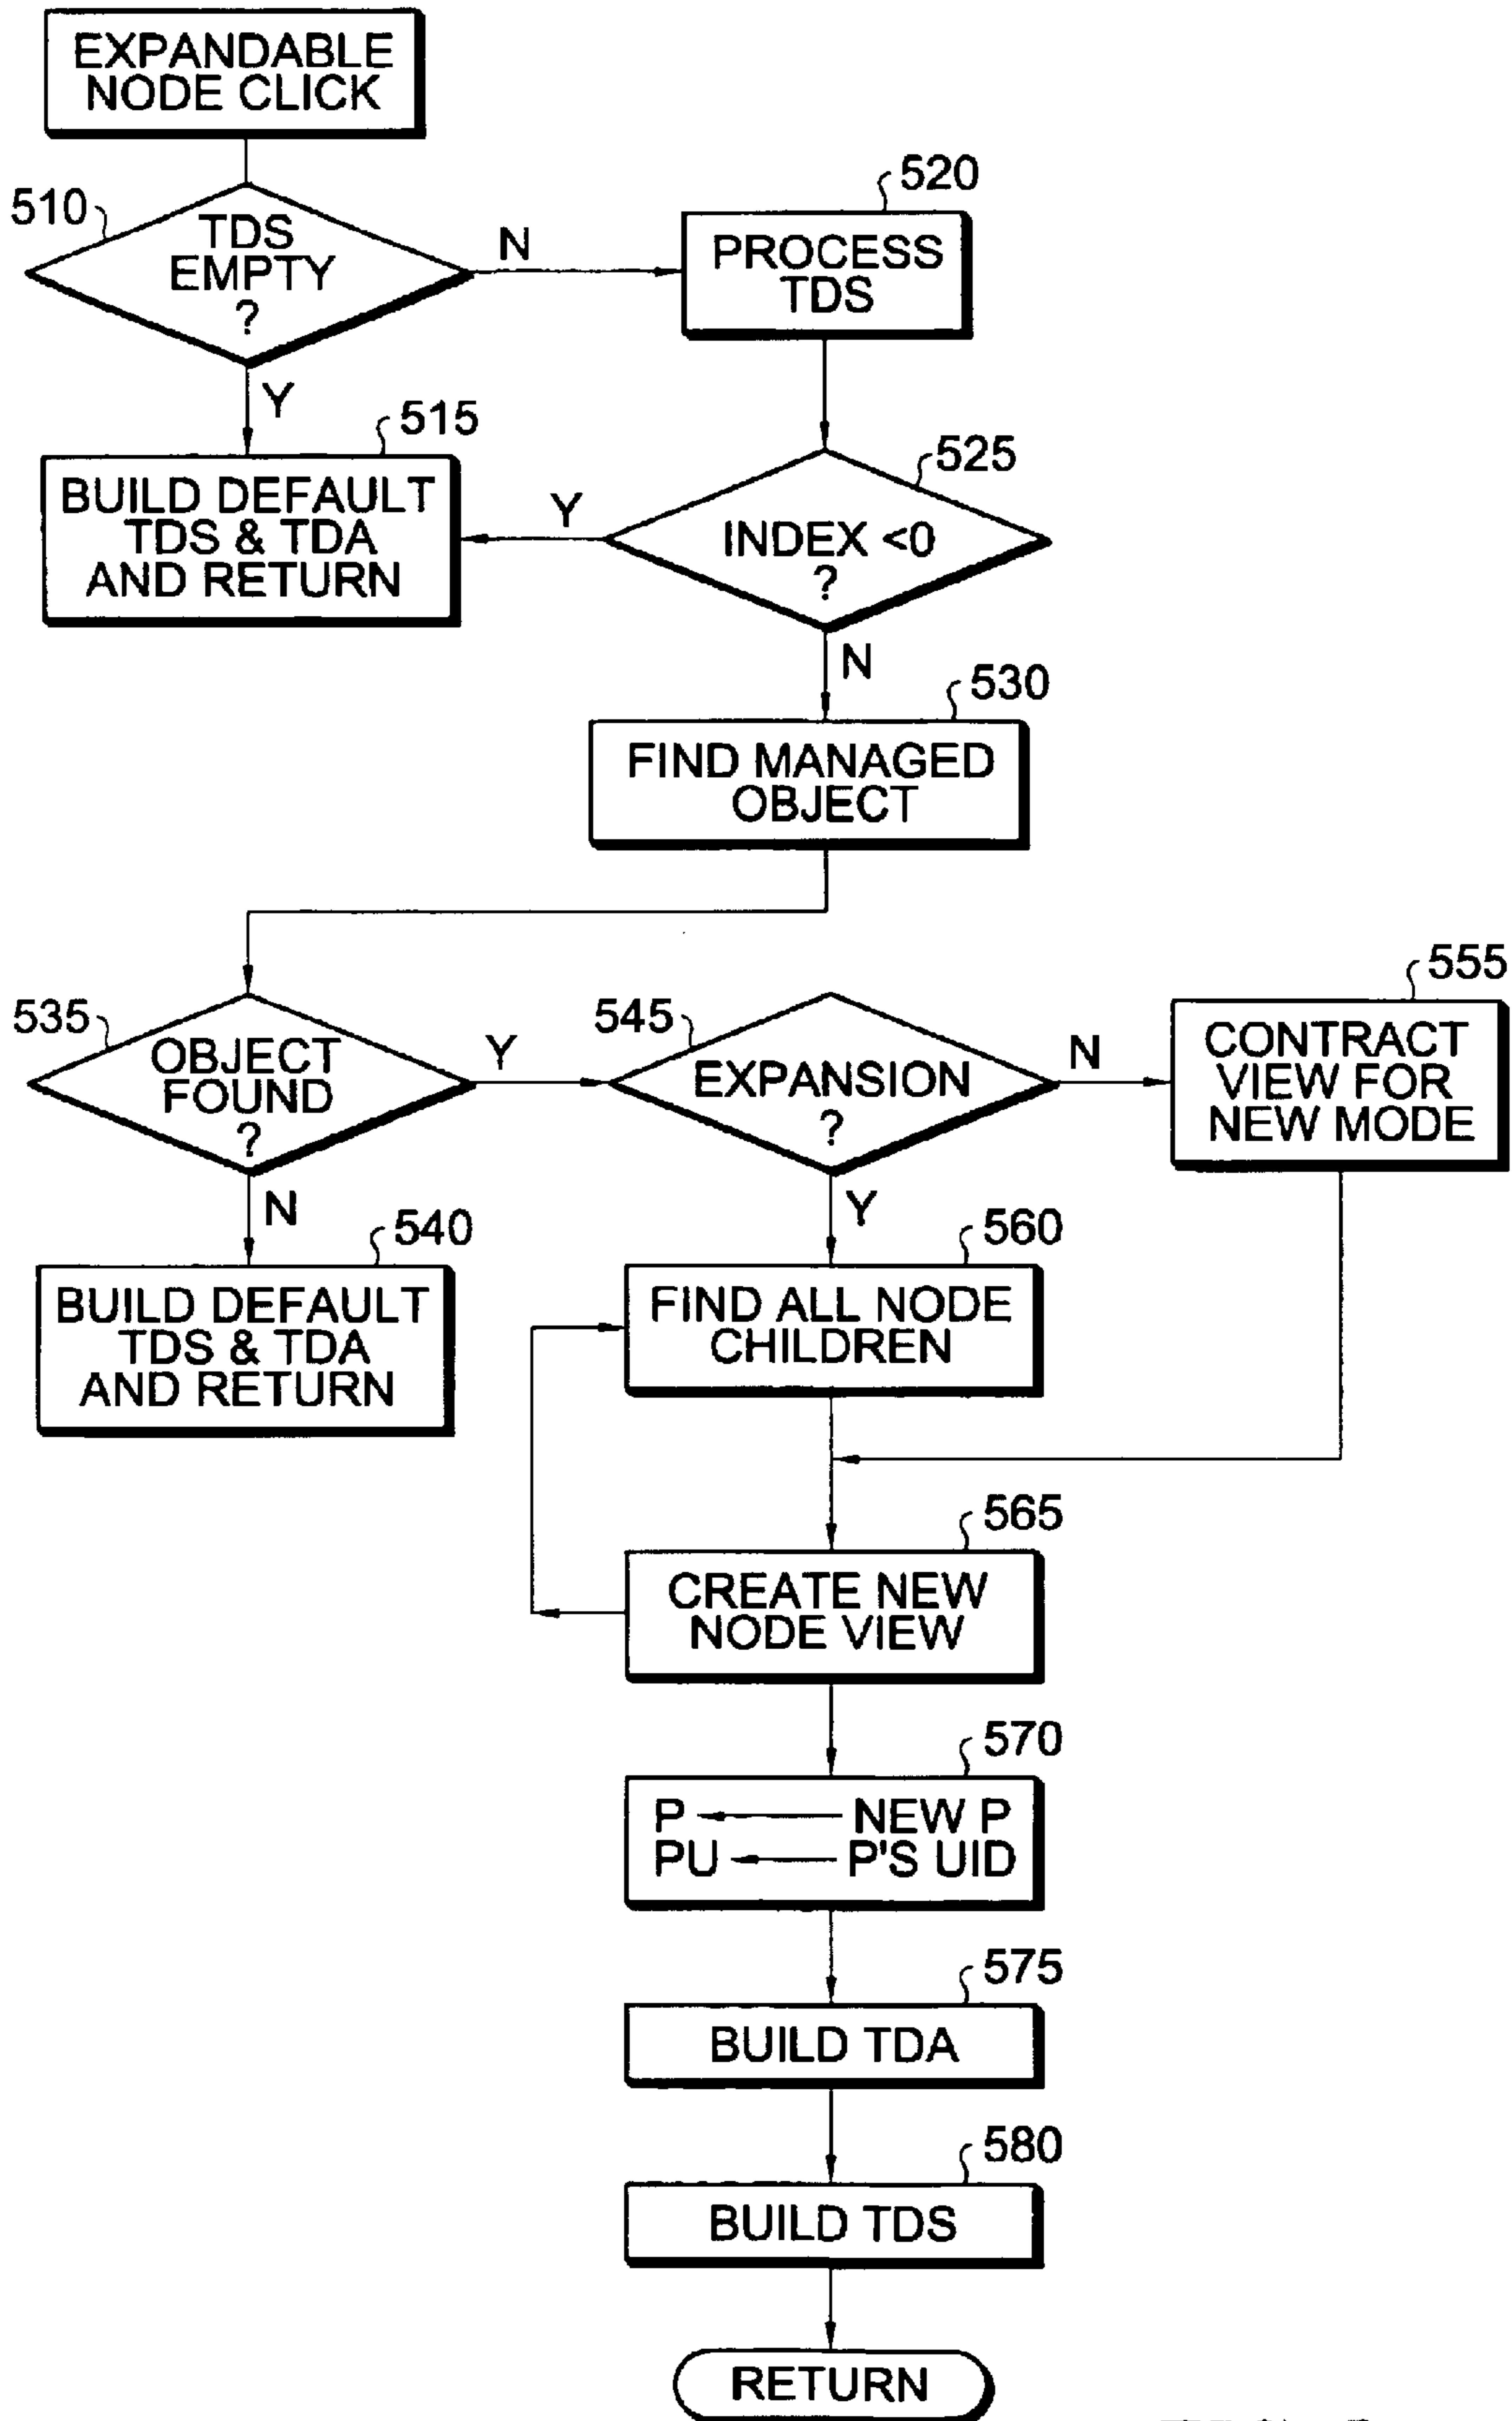 EXPANDABLE
NODE CLICK
510
TDS
EMPTY
?
N
520
PROCESS
TDS
Y
515
BUILD DEFAULT
TDS & TDA
AND RETURN
Y
525
INDEX <0
?
N
530
FIND MANAGED
OBJECT
535
OBJECT
FOUND
?
Y
545
EXPANSION
?
N
555
CONTRACT
VIEW FOR
NEW MODE
N
540
BUILD DEFAULT
TDS & TDA
AND RETURN
Y
560
FIND ALL NODE
CHILDREN
565
CREATE NEW
NODE VIEW
570
P NEW P
PU P'S UID
575
BUILD TDA
580
BUILD TDS
RETURN